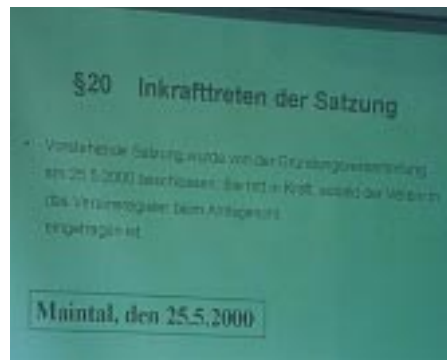 §20 Inkrafttreten der Satzung
• Vorstehende Satzung wurde von der Gründungsversammlung
am 25.5.2000 beschlossen. Sie tritt in Kraft, sobald der Verein in
das Vereinsregister beim Amtsgericht
eingetragen ist.
Maintal, den 25.5.2000